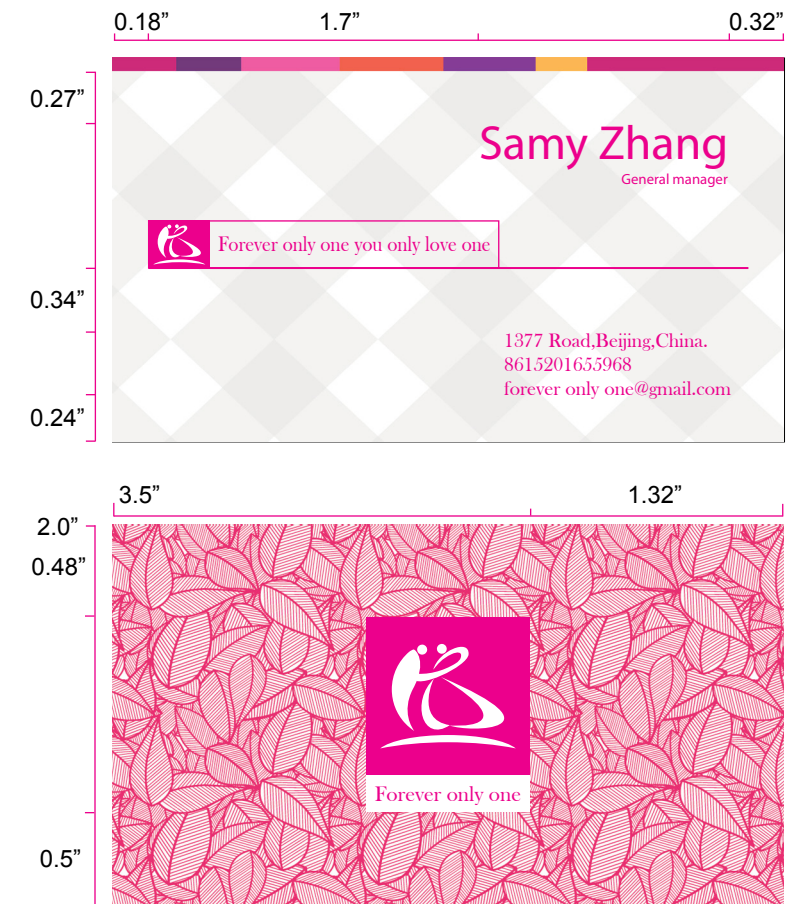 0.18” 1.7” 0.32”
0.27”
Samy Zhang
General manager
Forever only one you only love one
0.34”
1377 Road,Beijing,China.
8615201655968
forever only one@gmail.com
0.24”
3.5” 1.32”
2.0”
0.48”
Forever only one
0.5”